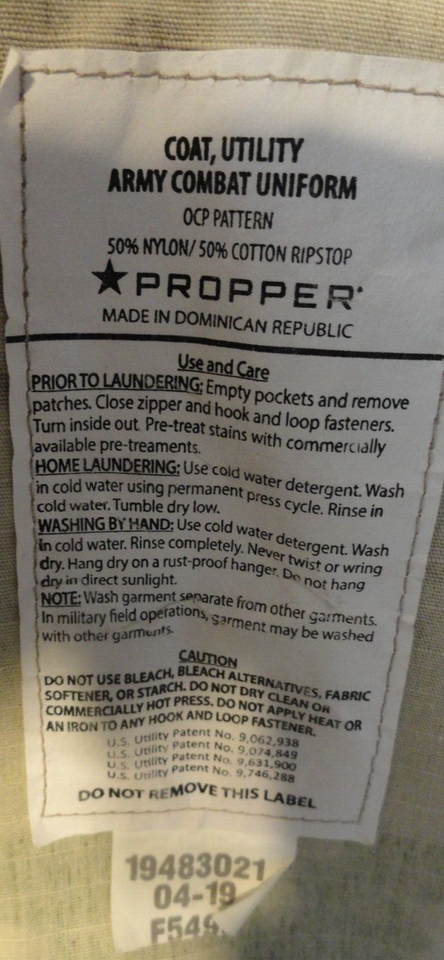 COAT, UTILITY
ARMY COMBAT UNIFORM
OCP PATTERN
50% NYLON/ 50% COTTON RIPSTOP
★PROPPER
MADE IN DOMINICAN REPUBLIC
Use and Care
PRIOR TO LAUNDERING: Empty pockets and remove
patches. Close zipper and hook and loop fasteners.
Turn inside out. Pre-treat stains with commercially
available pre-treaments.
HOME LAUNDERING: Use cold water detergent. Wash
in cold water using permanent press cycle. Rinse in
cold water. Tumble dry low.
WASHING BY HAND: Use cold water detergent. Wash
in cold water. Rinse completely. Never twist or wring
dry. Hang dry on a rust-proof hanger. Do not hang
dry in direct sunlight.
NOTE: Wash garment separate from other garments.
In military field operations, garment may be washed
with other garments.
CAUTION
DO NOT USE BLEACH, BLEACH ALTERNATIVES, FABRIC
SOFTENER, OR STARCH. DO NOT DRY CLEAN OR
COMMERCIALLY HOT PRESS. DO NOT APPLY HEAT OR
AN IRON TO ANY HOOK AND LOOP FASTENER.
U.S. Utility Patent No. 9,062,938
U.S. Utility Patent No. 9,074,849
U.S. Utility Patent No. 9,631,900
U.S. Utility Patent No. 9,746,288
DO NOT REMOVE THIS LABEL
19483021
04-19